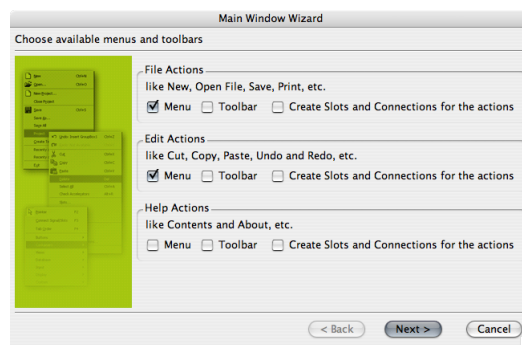 Main Window Wizard
Choose available menus and toolbars
File Actions
like New, Open File, Save, Print, etc.
Menu Toolbar Create Slots and Connections for the actions
Edit Actions
like Cut, Copy, Paste, Undo and Redo, etc.
Menu Toolbar Create Slots and Connections for the actions
Help Actions
like Contents and About, etc.
Menu Toolbar Create Slots and Connections for the actions
< Back Next > Cancel